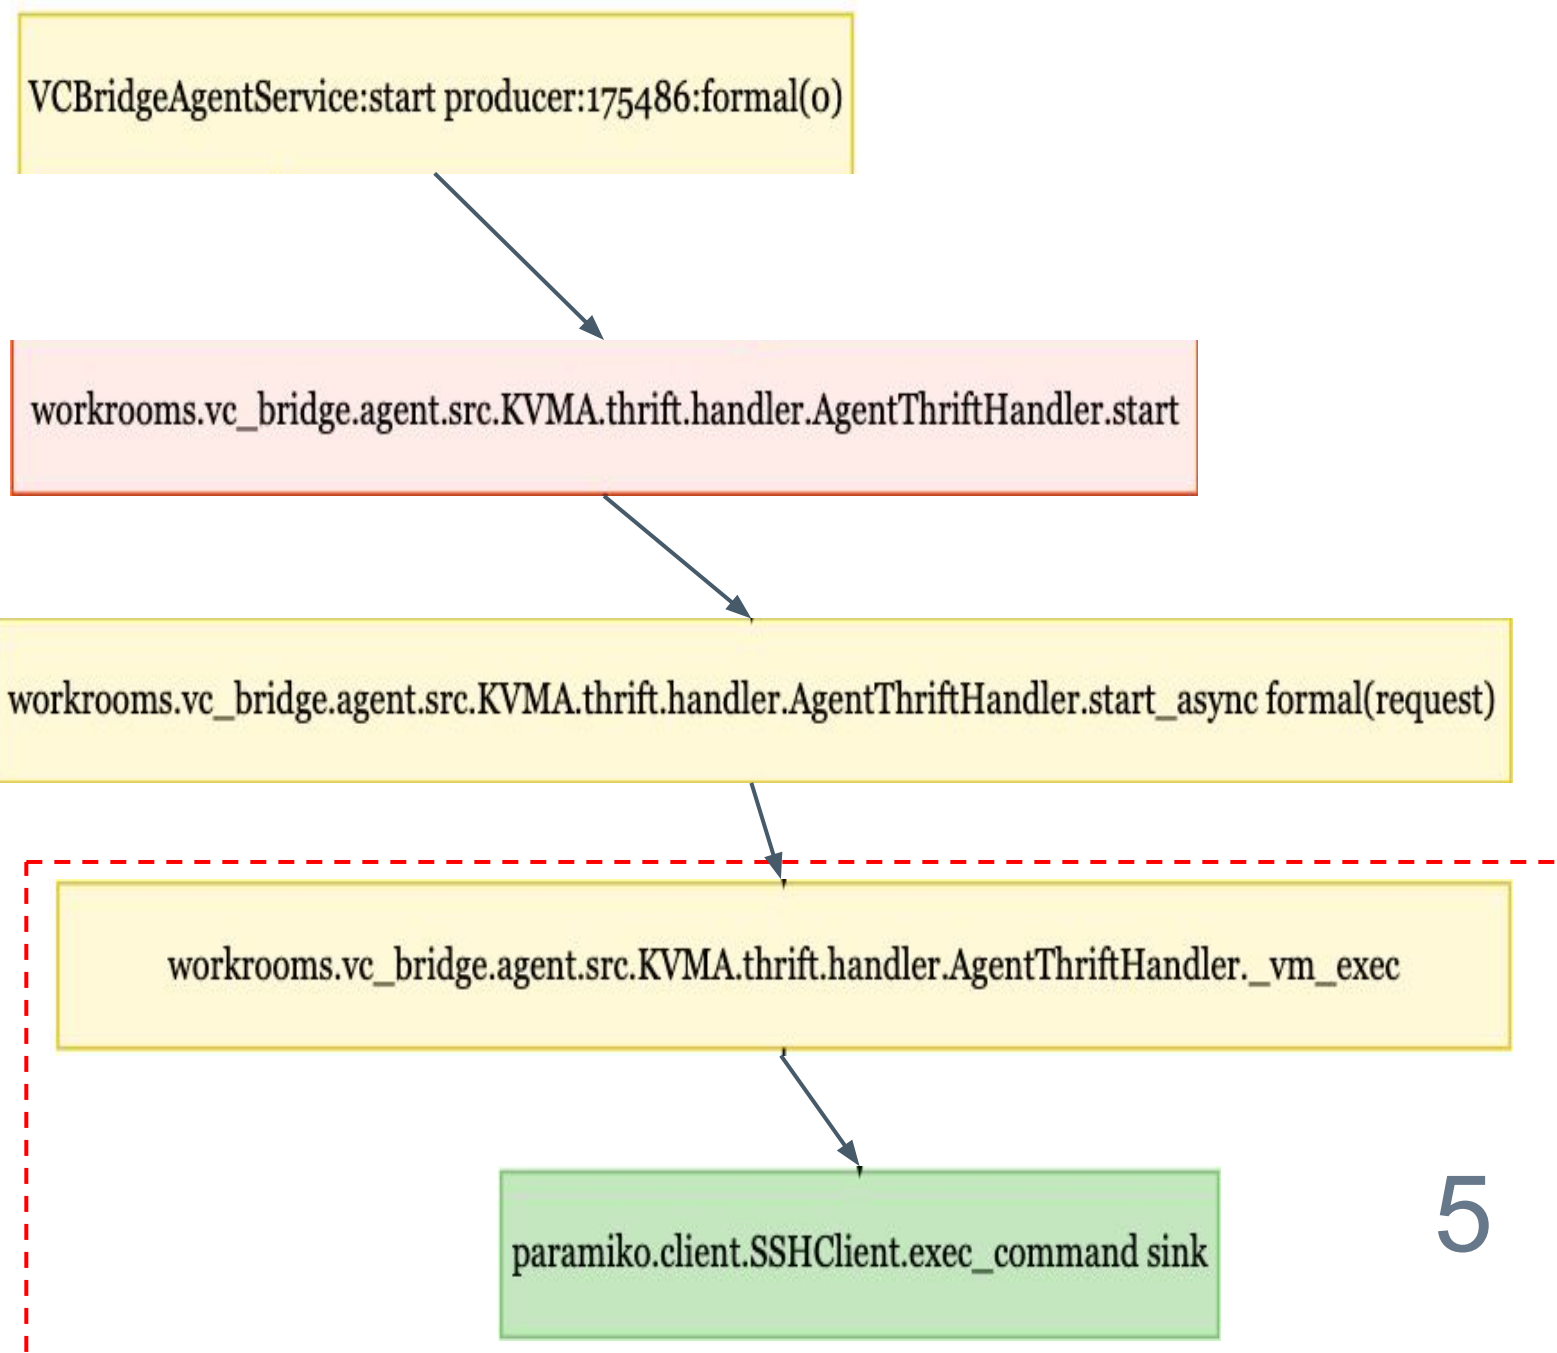 VCBridgeAgentService:start producer:175486:formal(0)
workrooms.vc_bridge.agent.src.KVMA.thrift.handler.AgentThriftHandler.start
workrooms.vc_bridge.agent.src.KVMA.thrift.handler.AgentThriftHandler.start_async formal(request)
workrooms.vc_bridge.agent.src.KVMA.thrift.handler.AgentThriftHandler._vm_exec
paramiko.client.SSHClient.exec_command sink
5